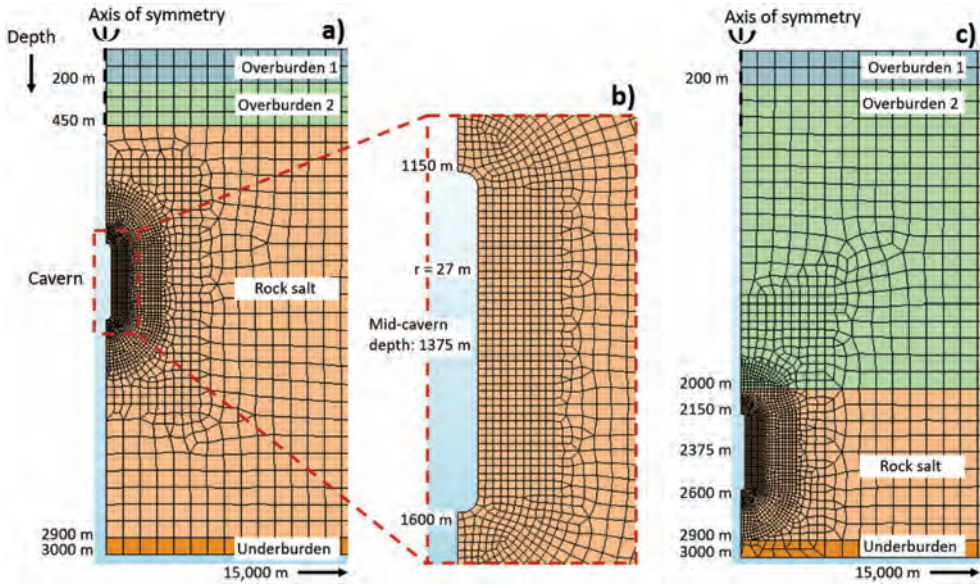 Axis of symmetry
a)
Depth
200 m
450 m
Overburden 1
Overburden 2
Cavern
Rock salt
2900 m
3000 m
Underburden
15,000 m
b)
1150 m
r = 27 m
Mid-cavern
depth: 1375 m
1600 m
Axis of symmetry
c)
200 m
Overburden 1
Overburden 2
2000 m
2150 m
2375 m
2600 m
2900 m
3000 m
Rock salt
Underburden
15,000 m